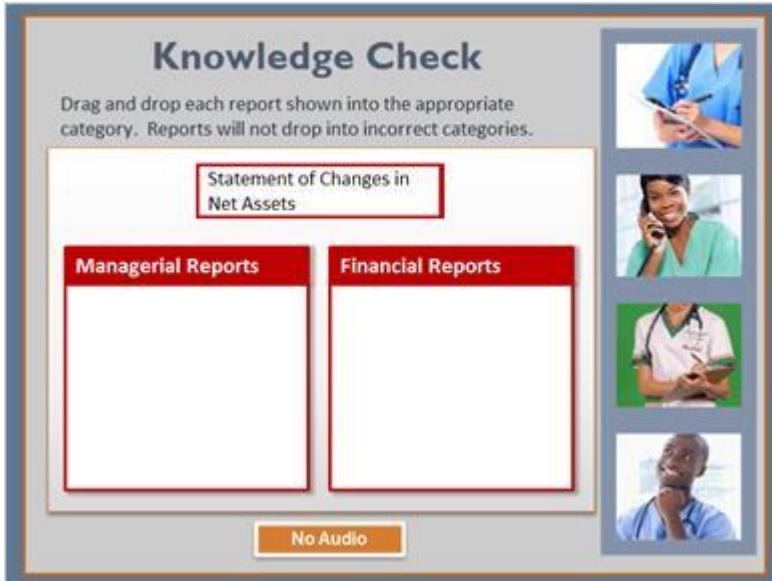 Knowledge Check
Drag and drop each report shown into the appropriate
category. Reports will not drop into incorrect categories.
Statement of Changes in
Net Assets
Managerial Reports
Financial Reports
No Audio